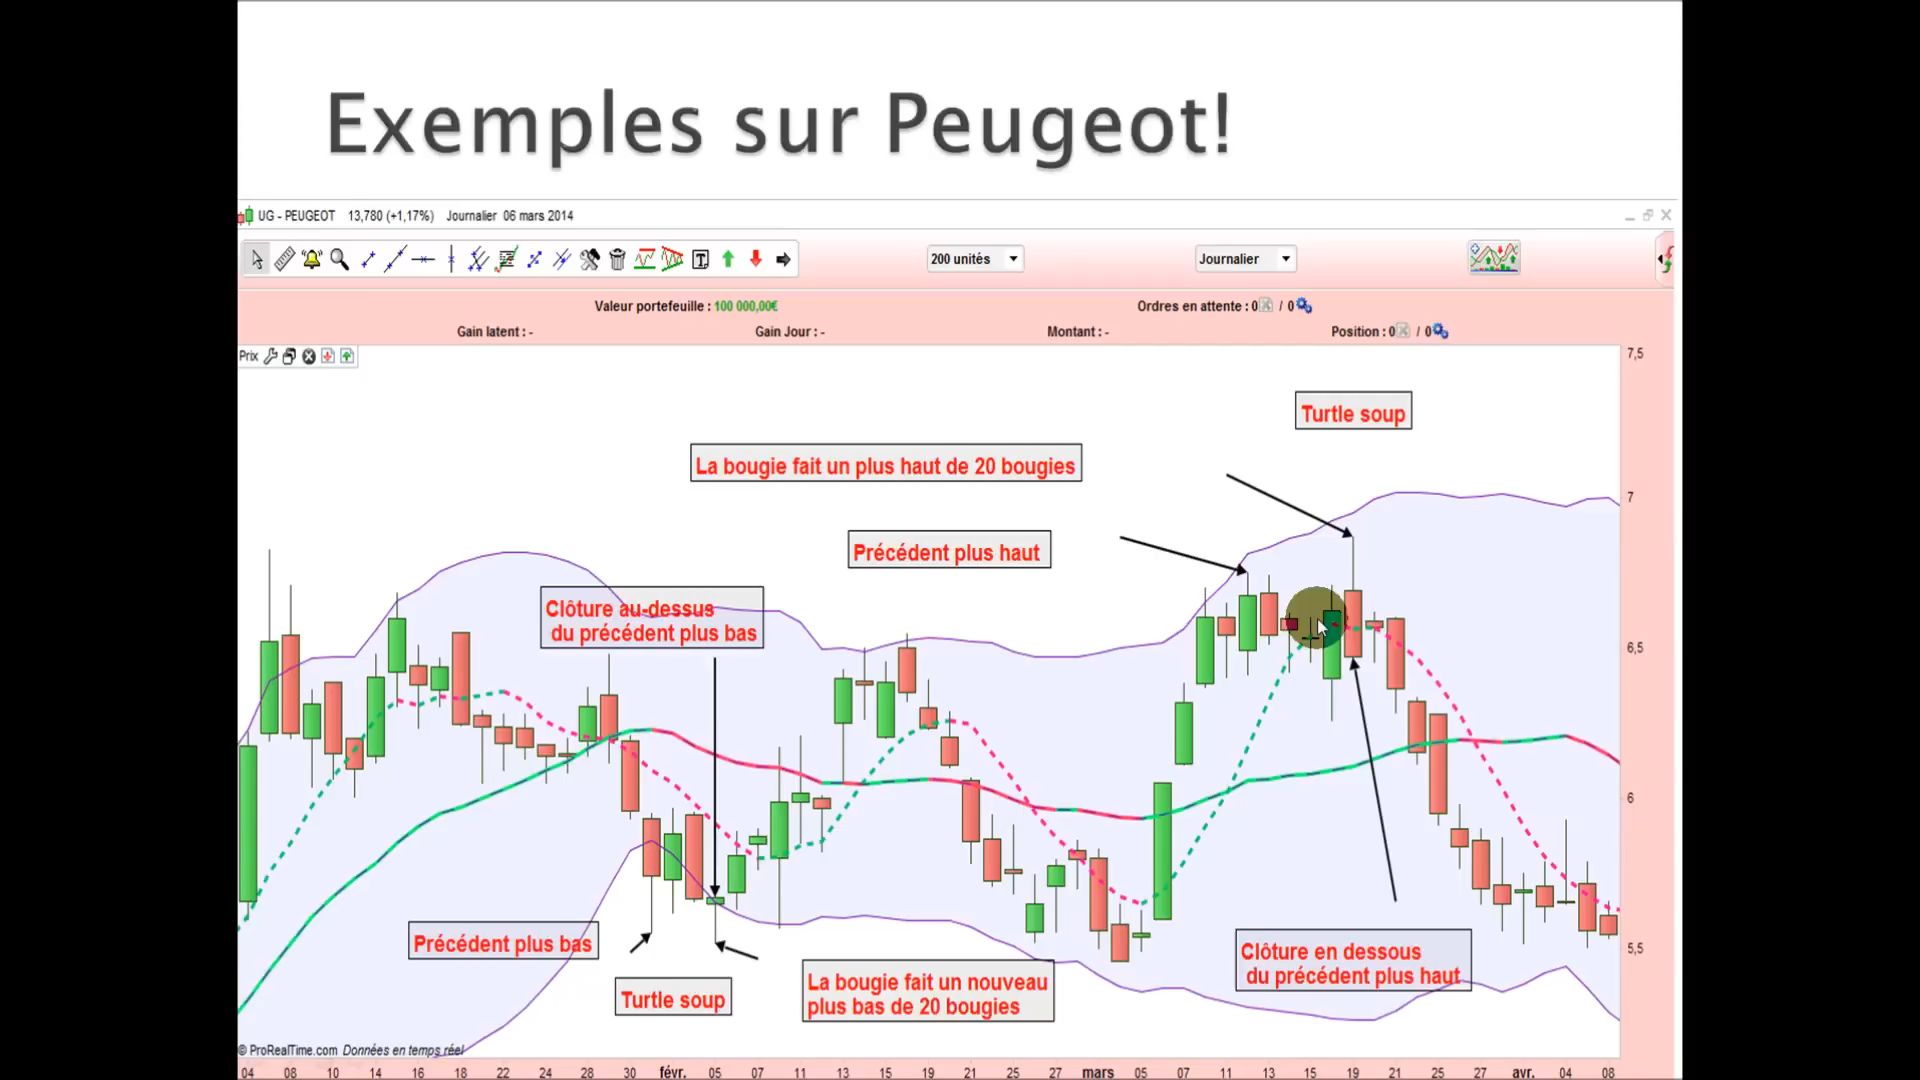 Exemples sur Peugeot!
UG - PEUGEOT 13,780 (+1,17%) Journalier 06 mars 2014
200 unités
Journalier
Valeur portefeuille : 100 000,00€
Ordres en attente : 0 / 0
Gain latent : -
Gain Jour : -
Montant : -
Position : 0 / 0
Prix
7,5
Turtle soup
La bougie fait un plus haut de 20 bougies
7
Précédent plus haut
Clôture au-dessus
du précédent plus bas
6,5
6
Précédent plus bas
Clôture en dessous
du précédent plus haut
5,5
La bougie fait un nouveau
plus bas de 20 bougies
Turtle soup
© ProRealTime.com Données en temps réel
04 08 10 14 16 18 22 24 28 30 févr. 05 07 11 13 15 19 21 25 27 mars 05 07 11 13 15 19 21 25 27 avr. 04 08